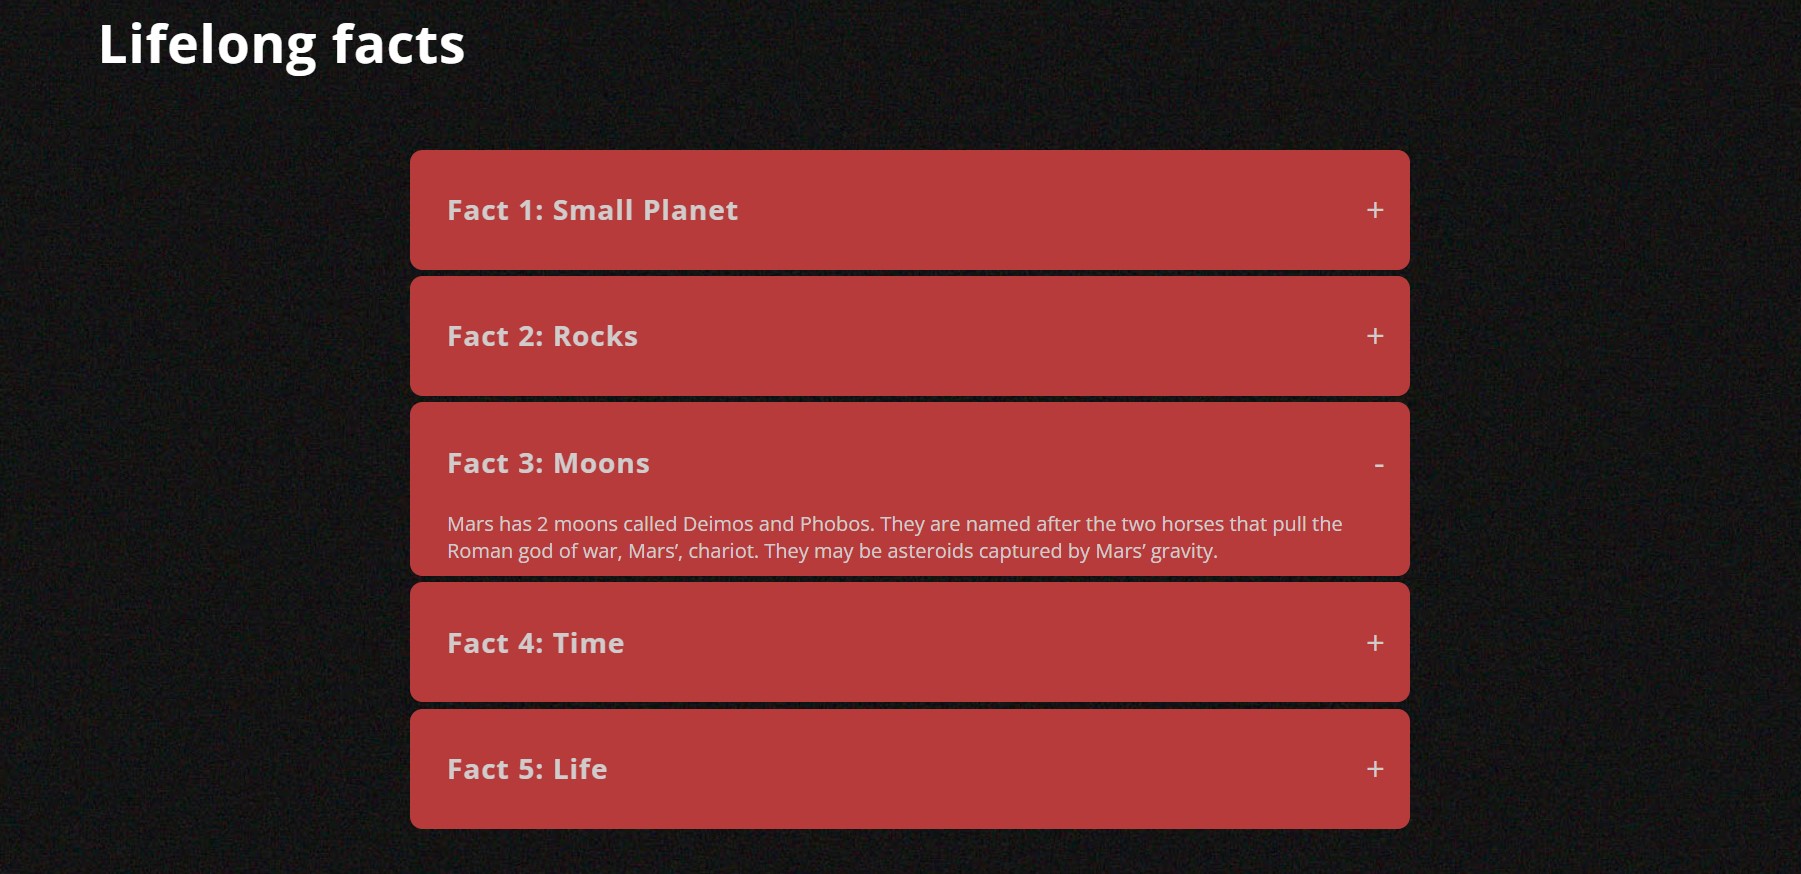 Lifelong facts
Fact 1: Small Planet +
Fact 2: Rocks +
Fact 3: Moons -
Mars has 2 moons called Deimos and Phobos. They are named after the two horses that pull the
Roman god of war, Mars’, chariot. They may be asteroids captured by Mars’ gravity.
Fact 4: Time +
Fact 5: Life +